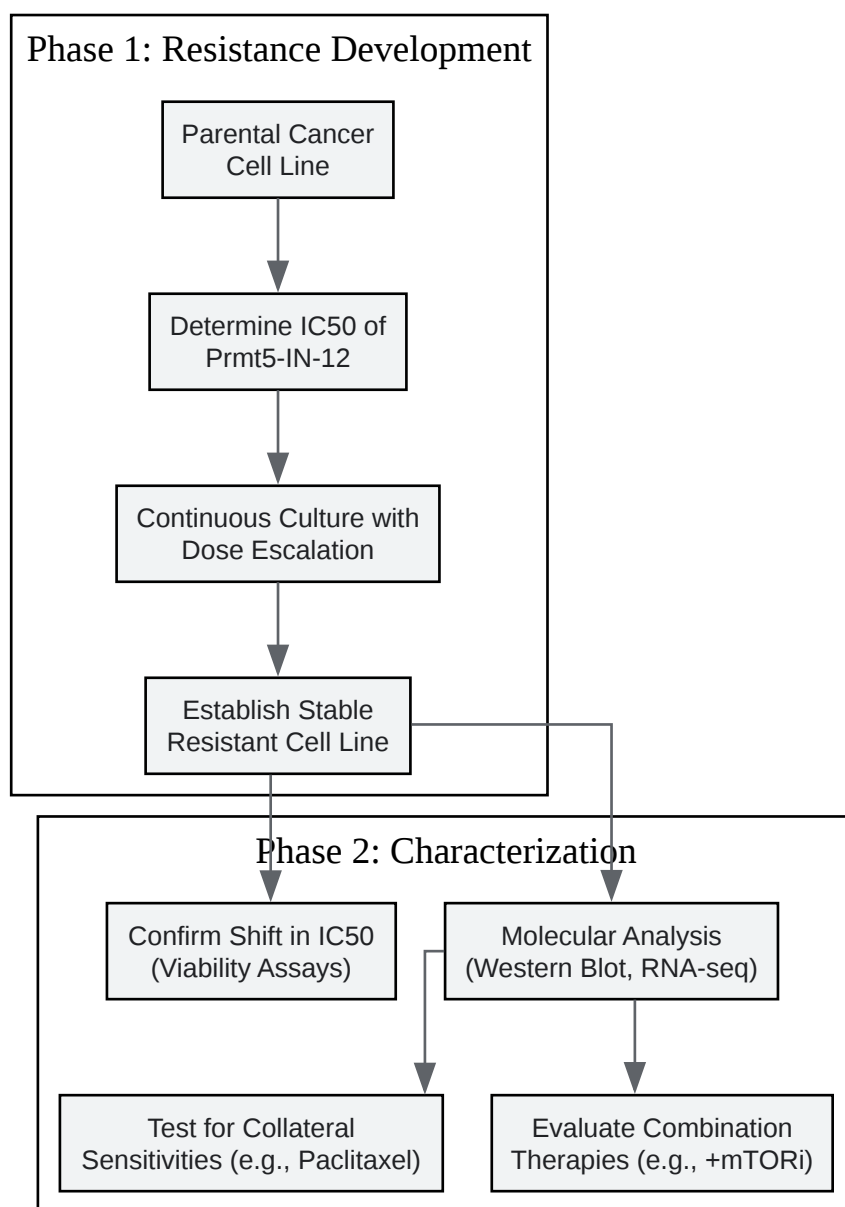 Phase 1: Resistance Development
Parental Cancer
Cell Line
Determine IC50 of
Prmt5-IN-12
Continuous Culture with
Dose Escalation
Establish Stable
Resistant Cell Line
Phase 2: Characterization
Confirm Shift in IC50
(Viability Assays)
Molecular Analysis
(Western Blot, RNA-seq)
Test for Collateral
Sensitivities (e.g., Paclitaxel)
Evaluate Combination
Therapies (e.g., +mTORi)